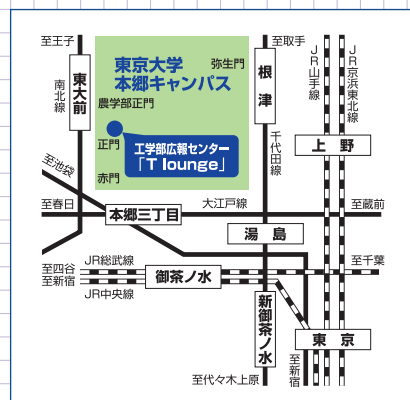 至王子
東京大学
本郷キャンパス
弥生門
至取手
JR山手線
JR京浜東北線
南北線
東大前
農学部正門
根津
正門
工学部広報センター
「T lounge」
千代田線
上野
至池袋
赤門
至春日
本郷三丁目
大江戸線
至蔵前
湯島
JR総武線
至千葉
至四谷
至新宿
御茶ノ水
JR中央線
新御茶ノ水
東京
至代々木上原
至新宿